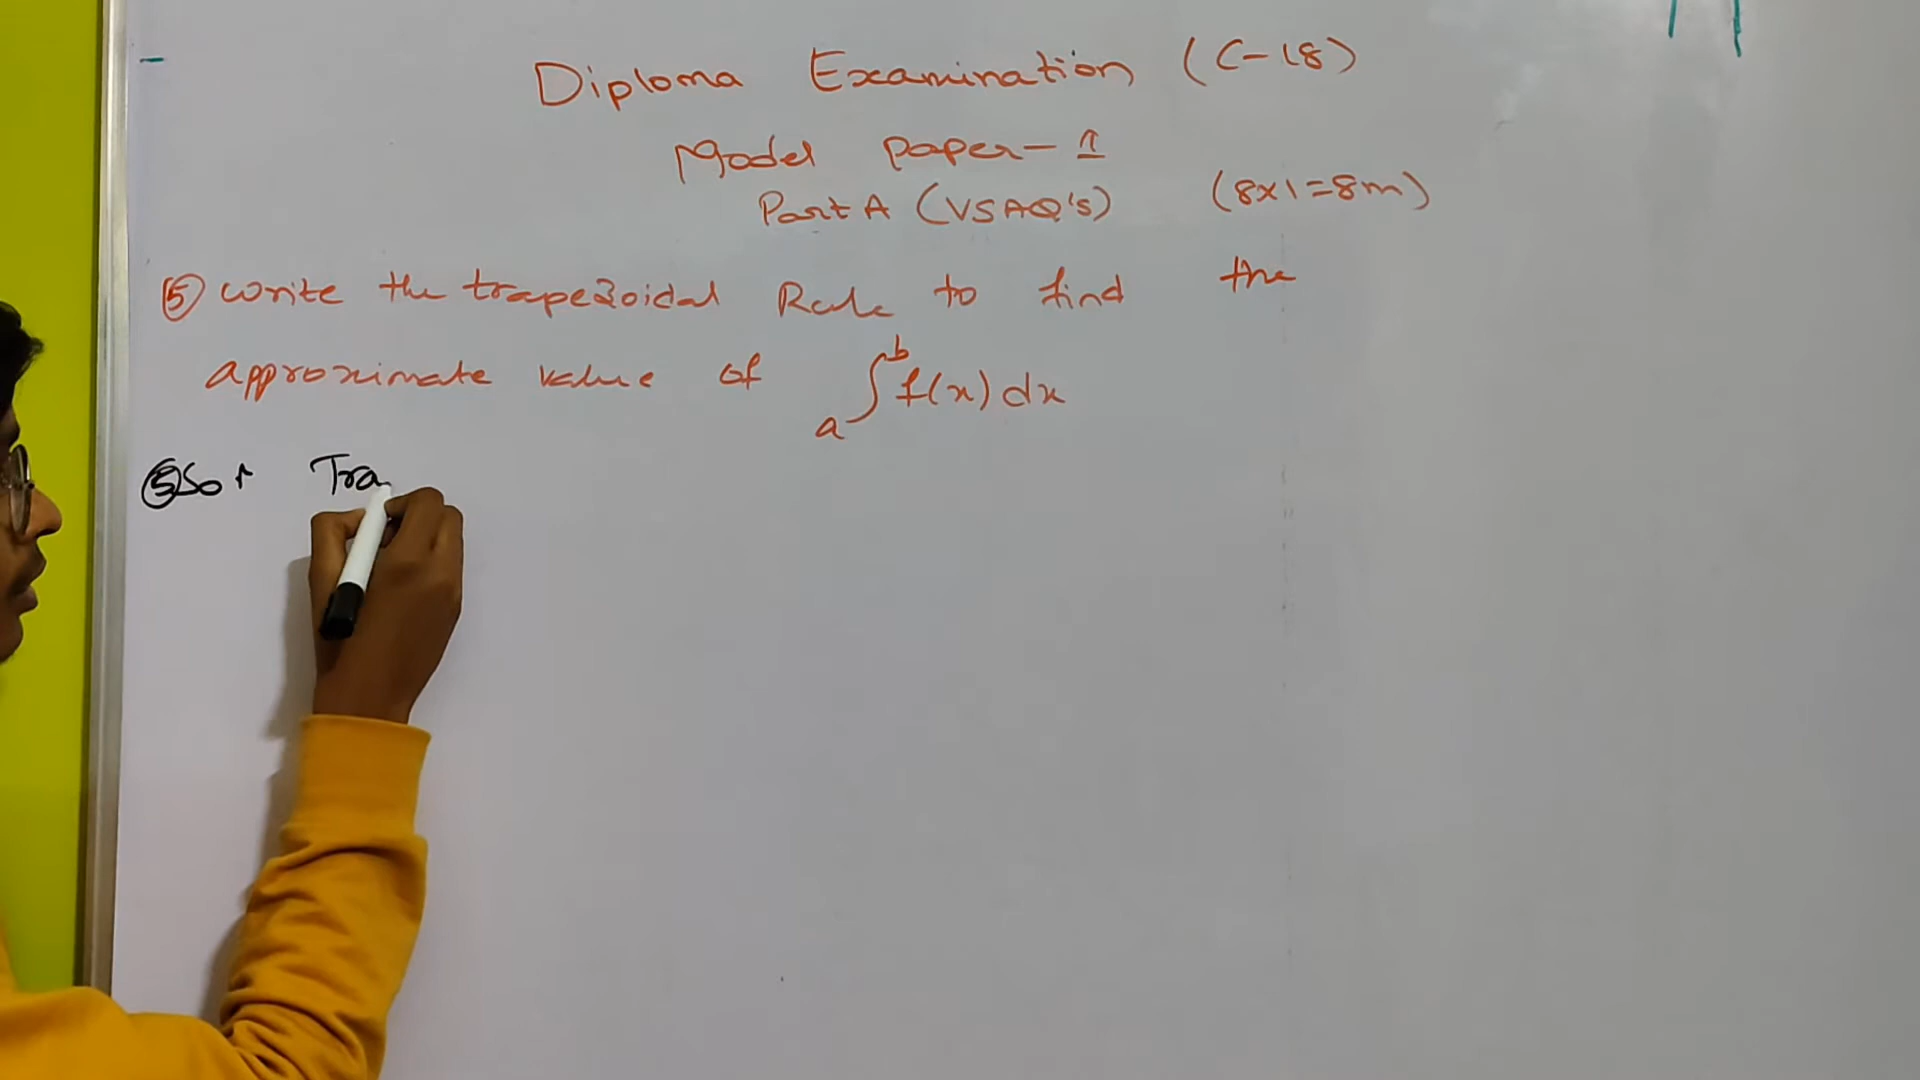 Diploma Examination (C-18)
Model paper-1
Part A (VSAQ's) (8x1=8m)
5 write the trapezoidal Rule to find the
approximate value of ∫ₐᵇ f(x) dx
5 Sol Tra